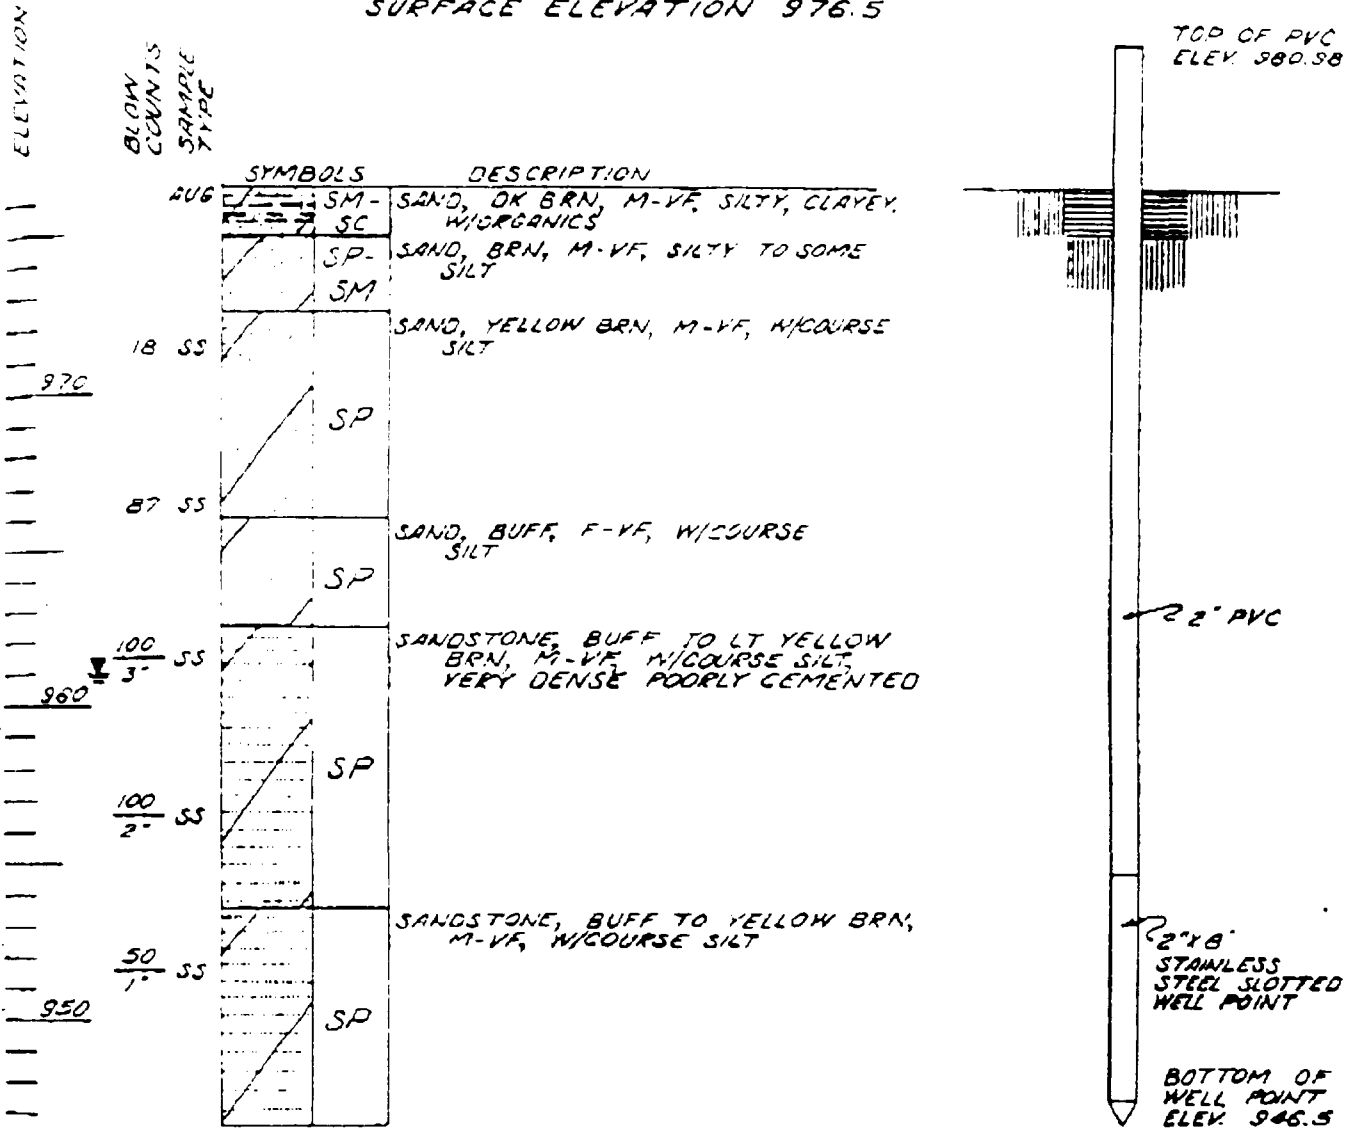 SURFACE ELEVATION 976.5
ELEVATION
BLOW
COUNTS
SAMPLE
TYPE
TOP OF PVC
ELEV. 980.98
SYMBOLS
DESCRIPTION
AUG
SM-
SC
SAND, DK BRN, M-VF, SILTY, CLAYEY,
W/ORGANICS
SP-
SM
SAND, BRN, M-VF, SILTY TO SOME
SILT
18 SS
SAND, YELLOW BRN, M-VF, W/COURSE
SILT
970
SP
87 SS
SAND, BUFF, F-VF, W/COURSE
SILT
SP
2" PVC
100
3" SS
SANDSTONE, BUFF TO LT YELLOW
BRN, M-VF, W/COURSE SILT,
VERY DENSE POORLY CEMENTED
960
SP
100
2" SS
SANDSTONE, BUFF TO YELLOW BRN,
M-VF, W/COURSE SILT
50
1" SS
2"X8'
STAINLESS
STEEL SLOTTED
WELL POINT
950
SP
BOTTOM OF
WELL POINT
ELEV. 946.5